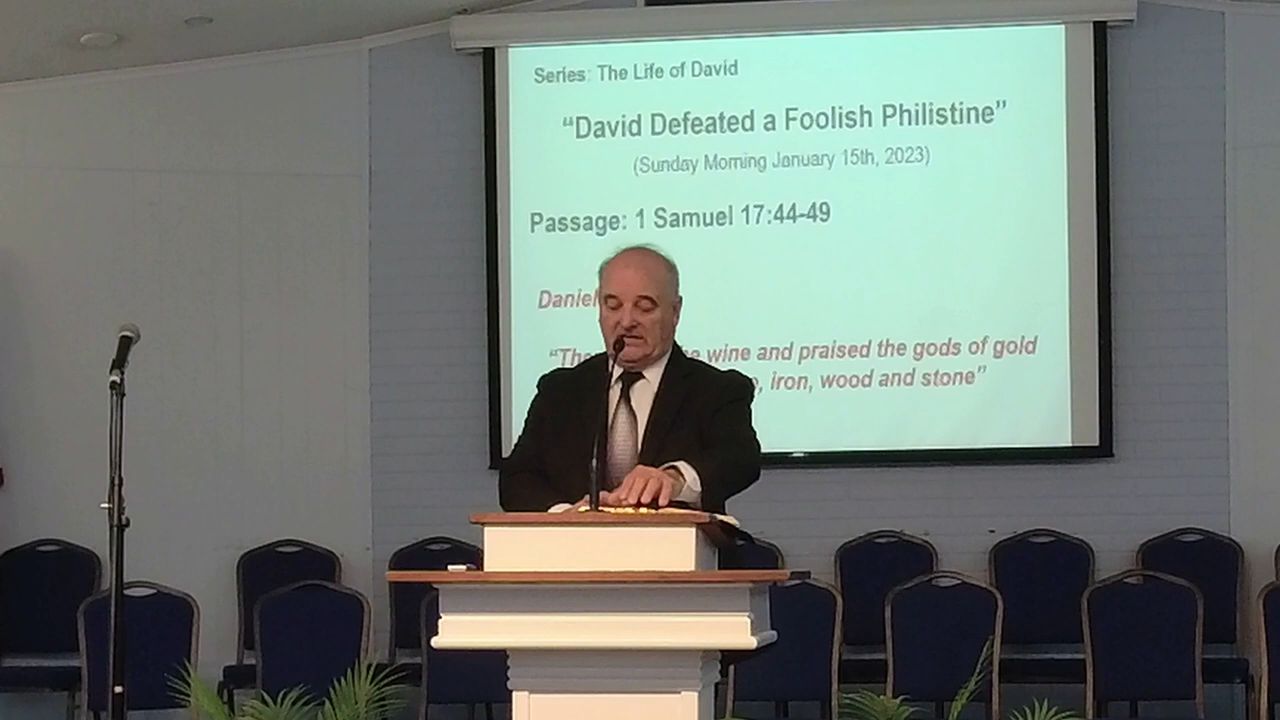 Series: The Life of David
“David Defeated a Foolish Philistine”
(Sunday Morning January 15th, 2023)
Passage: 1 Samuel 17:44-49
Daniel
wine and praised the gods of gold
iron, wood and stone”